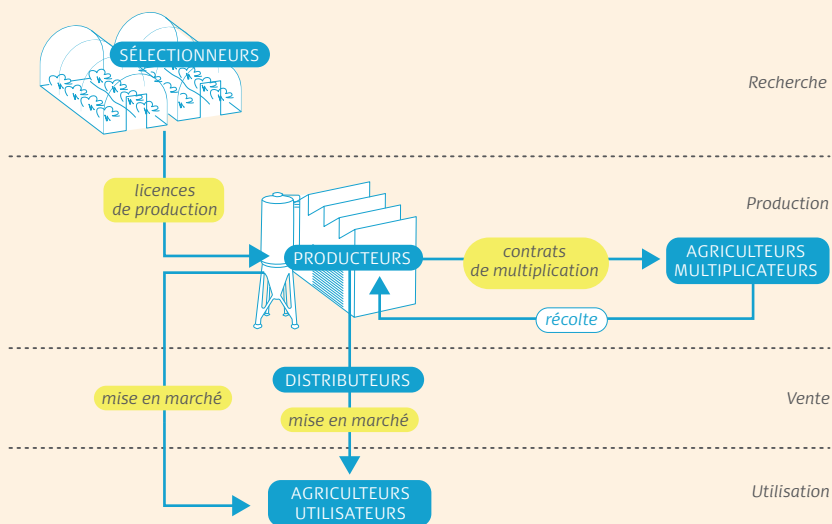 SÉLECTIONNEURS
Recherche
licences
de production
Production
PRODUCTEURS
contrats
de multiplication
AGRICULTEURS
MULTIPLICATEURS
récolte
DISTRIBUTEURS
mise en marché
Vente
mise en marché
AGRICULTEURS
UTILISATEURS
Utilisation